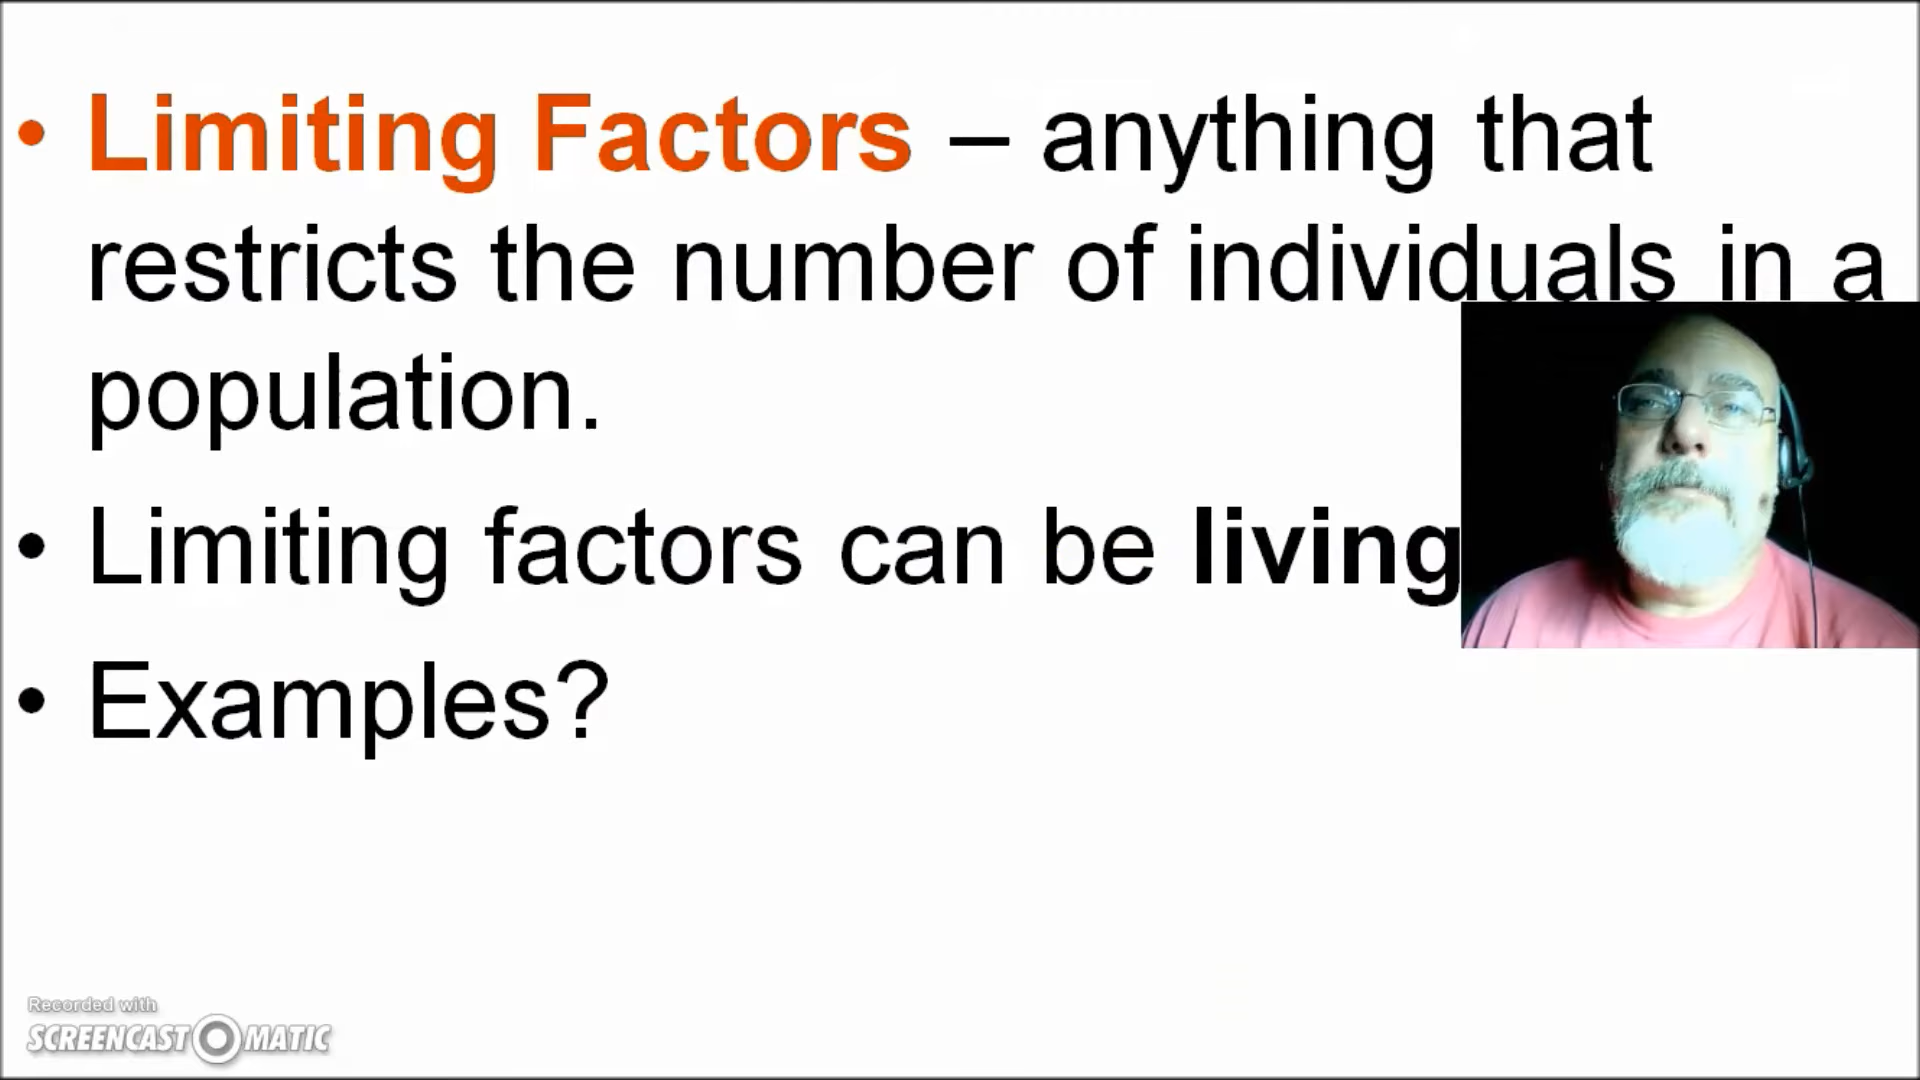 • Limiting Factors – anything that
restricts the number of individuals in a
population.
• Limiting factors can be living
• Examples?
Recorded with
SCREENCAST O MATIC